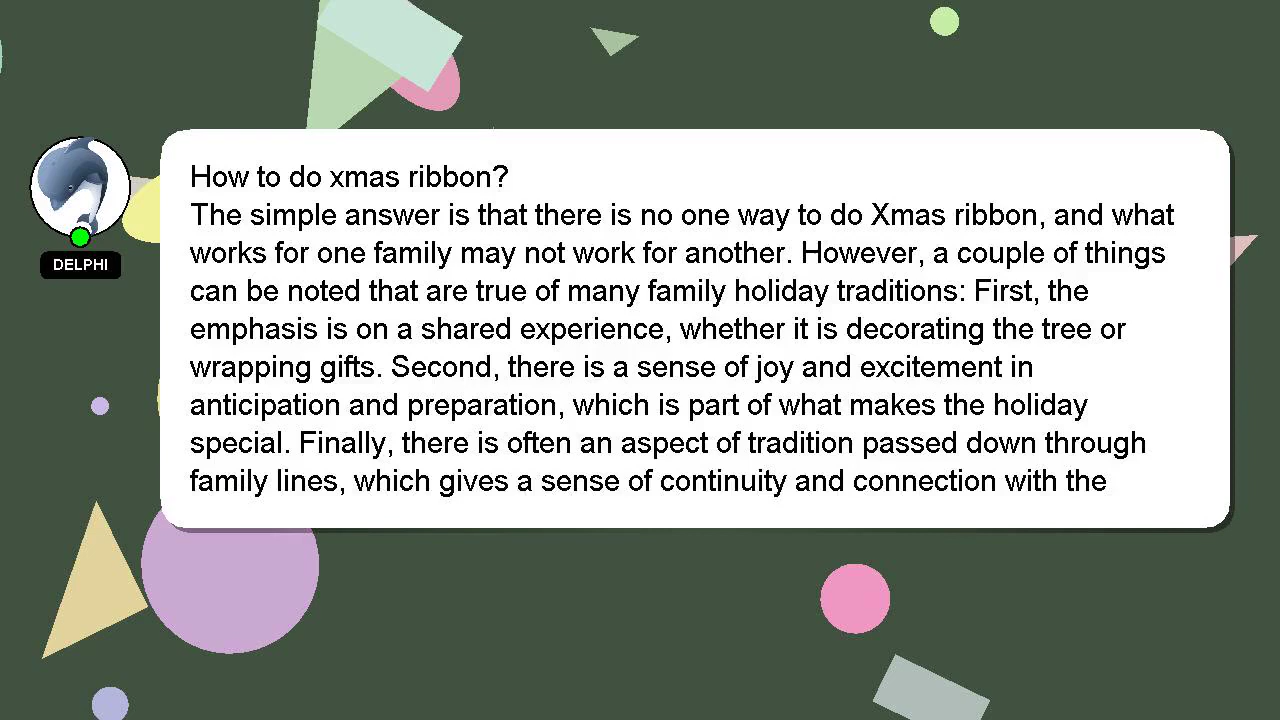 How to do xmas ribbon?
The simple answer is that there is no one way to do Xmas ribbon, and what
works for one family may not work for another. However, a couple of things
can be noted that are true of many family holiday traditions: First, the
emphasis is on a shared experience, whether it is decorating the tree or
wrapping gifts. Second, there is a sense of joy and excitement in
anticipation and preparation, which is part of what makes the holiday
special. Finally, there is often an aspect of tradition passed down through
family lines, which gives a sense of continuity and connection with the
DELPHI